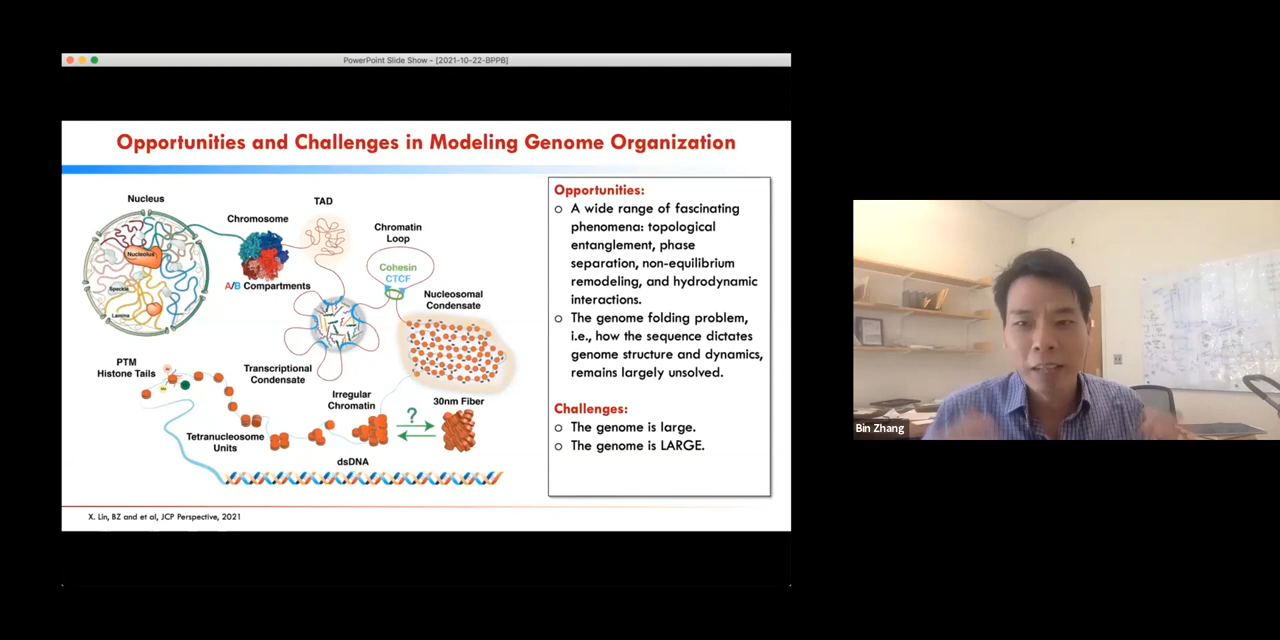 PowerPoint Slide Show - [2021-10-22-BPPB]
Opportunities and Challenges in Modeling Genome Organization
Nucleus
Nucleolus
Speckle
Lamina
Chromosome
A/B Compartments
TAD
Chromatin
Loop
Cohesin
CTCF
Nucleosomal
Condensate
Transcriptional
Condensate
PTM
Histone Tails
Irregular
Chromatin
30nm Fiber
?
Tetranucleosome
Units
dsDNA
Opportunities:
A wide range of fascinating
phenomena: topological
entanglement, phase
separation, non-equilibrium
remodeling, and hydrodynamic
interactions.
The genome folding problem,
i.e., how the sequence dictates
genome structure and dynamics,
remains largely unsolved.
Challenges:
The genome is large.
The genome is LARGE.
X. Lin, BZ and et al, JCP Perspective, 2021
Bin Zhang